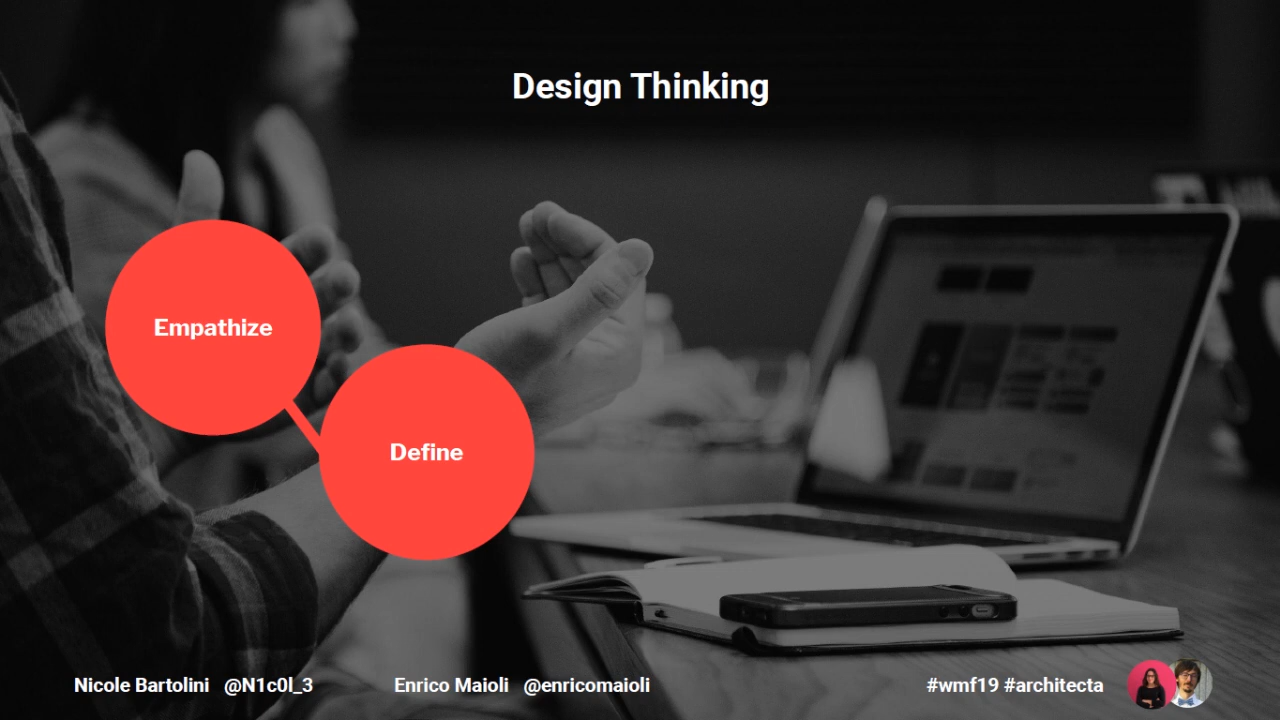 Design Thinking
Empathize
Define
Nicole Bartolini @N1c0l_3 Enrico Maioli @enricomaioli #wmf19 #architecta